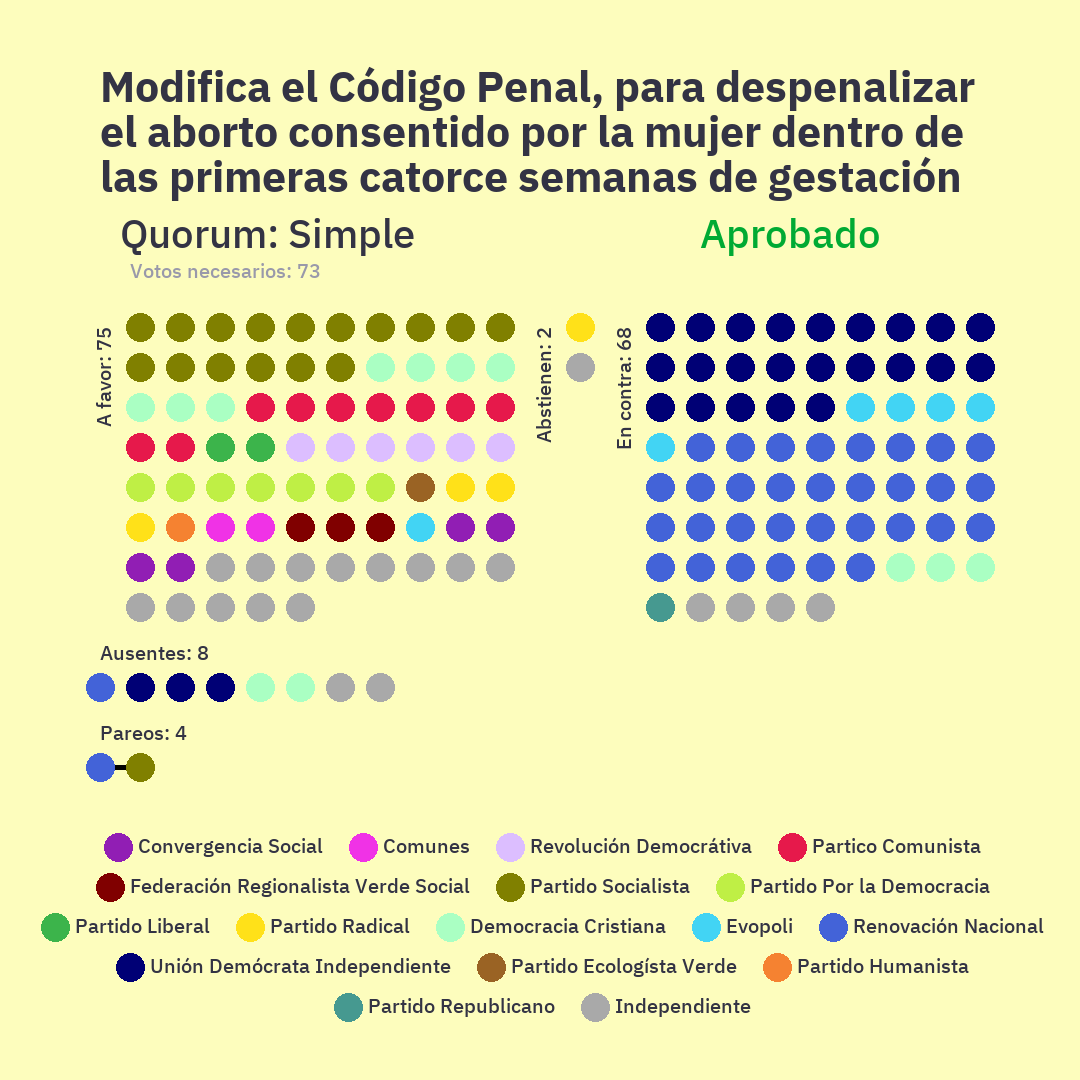 Modifica el Código Penal, para despenalizar
el aborto consentido por la mujer dentro de
las primeras catorce semanas de gestación
Quorum: Simple
Aprobado
Votos necesarios: 73
A favor: 75
Abstienen: 2
En contra: 68
Ausentes: 8
Pareos: 4
Convergencia Social Comunes Revolución Demócrátiva Partico Comunista
Federación Regionalista Verde Social Partido Socialista Partido Por la Democracia
Partido Liberal Partido Radical Democracia Cristiana Evopoli Renovación Nacional
Unión Demócrata Independiente Partido Ecologísta Verde Partido Humanista
Partido Republicano Independiente